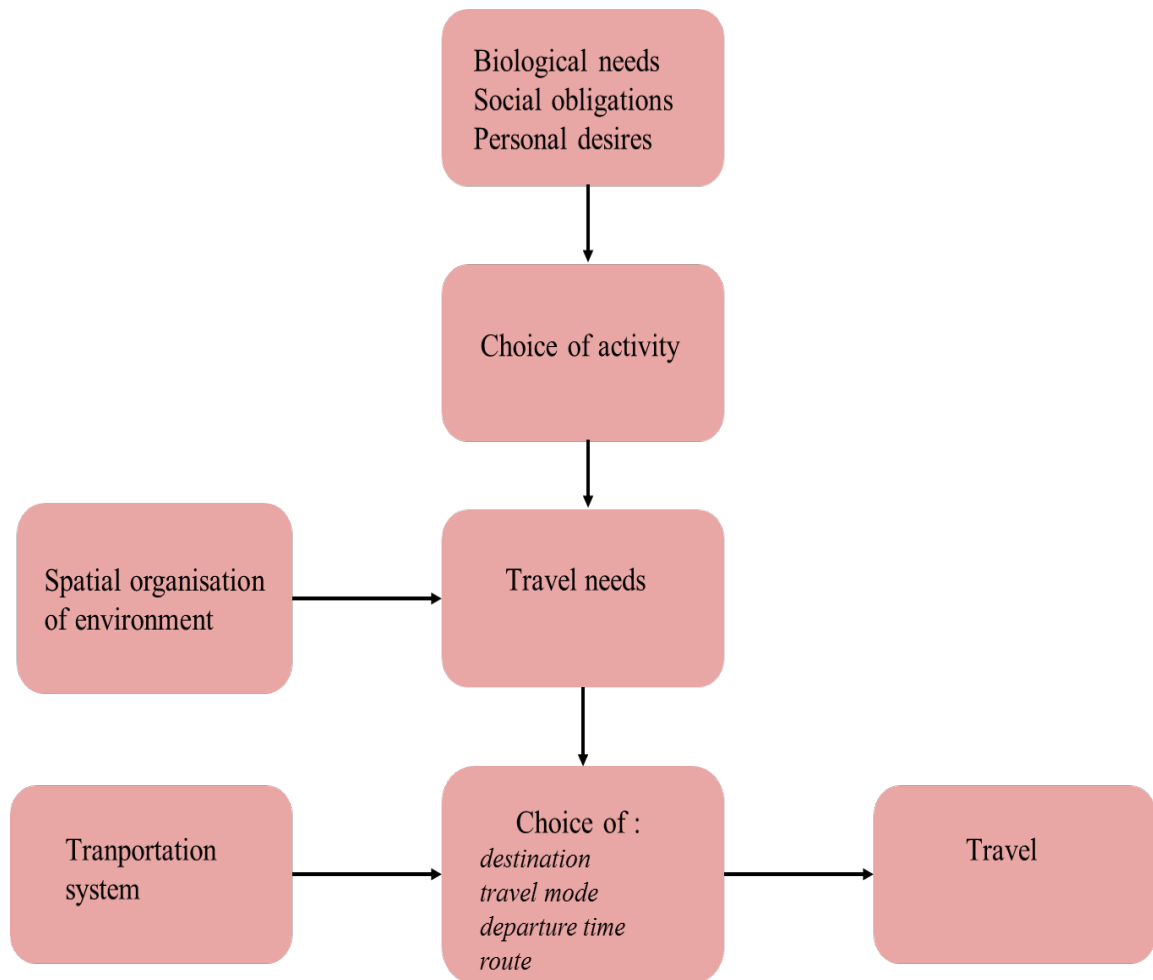 Biological needs
Social obligations
Personal desires
Choice of activity
Spatial organisation
of environment
Travel needs
Tranportation
system
Choice of :
destination
travel mode
departure time
route
Travel